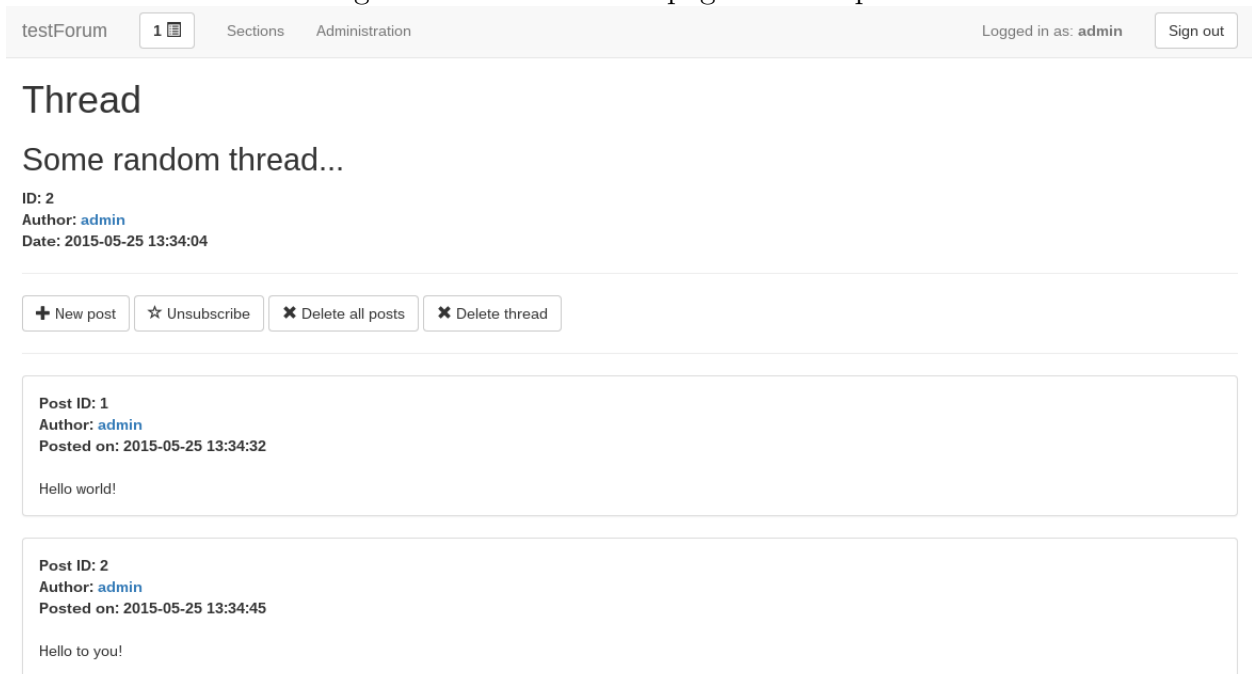 testForum 1 Sections Administration Logged in as: admin Sign out
Thread
Some random thread...
ID: 2
Author: admin
Date: 2015-05-25 13:34:04
New post Unsubscribe Delete all posts Delete thread
Post ID: 1
Author: admin
Posted on: 2015-05-25 13:34:32
Hello world!
Post ID: 2
Author: admin
Posted on: 2015-05-25 13:34:45
Hello to you!